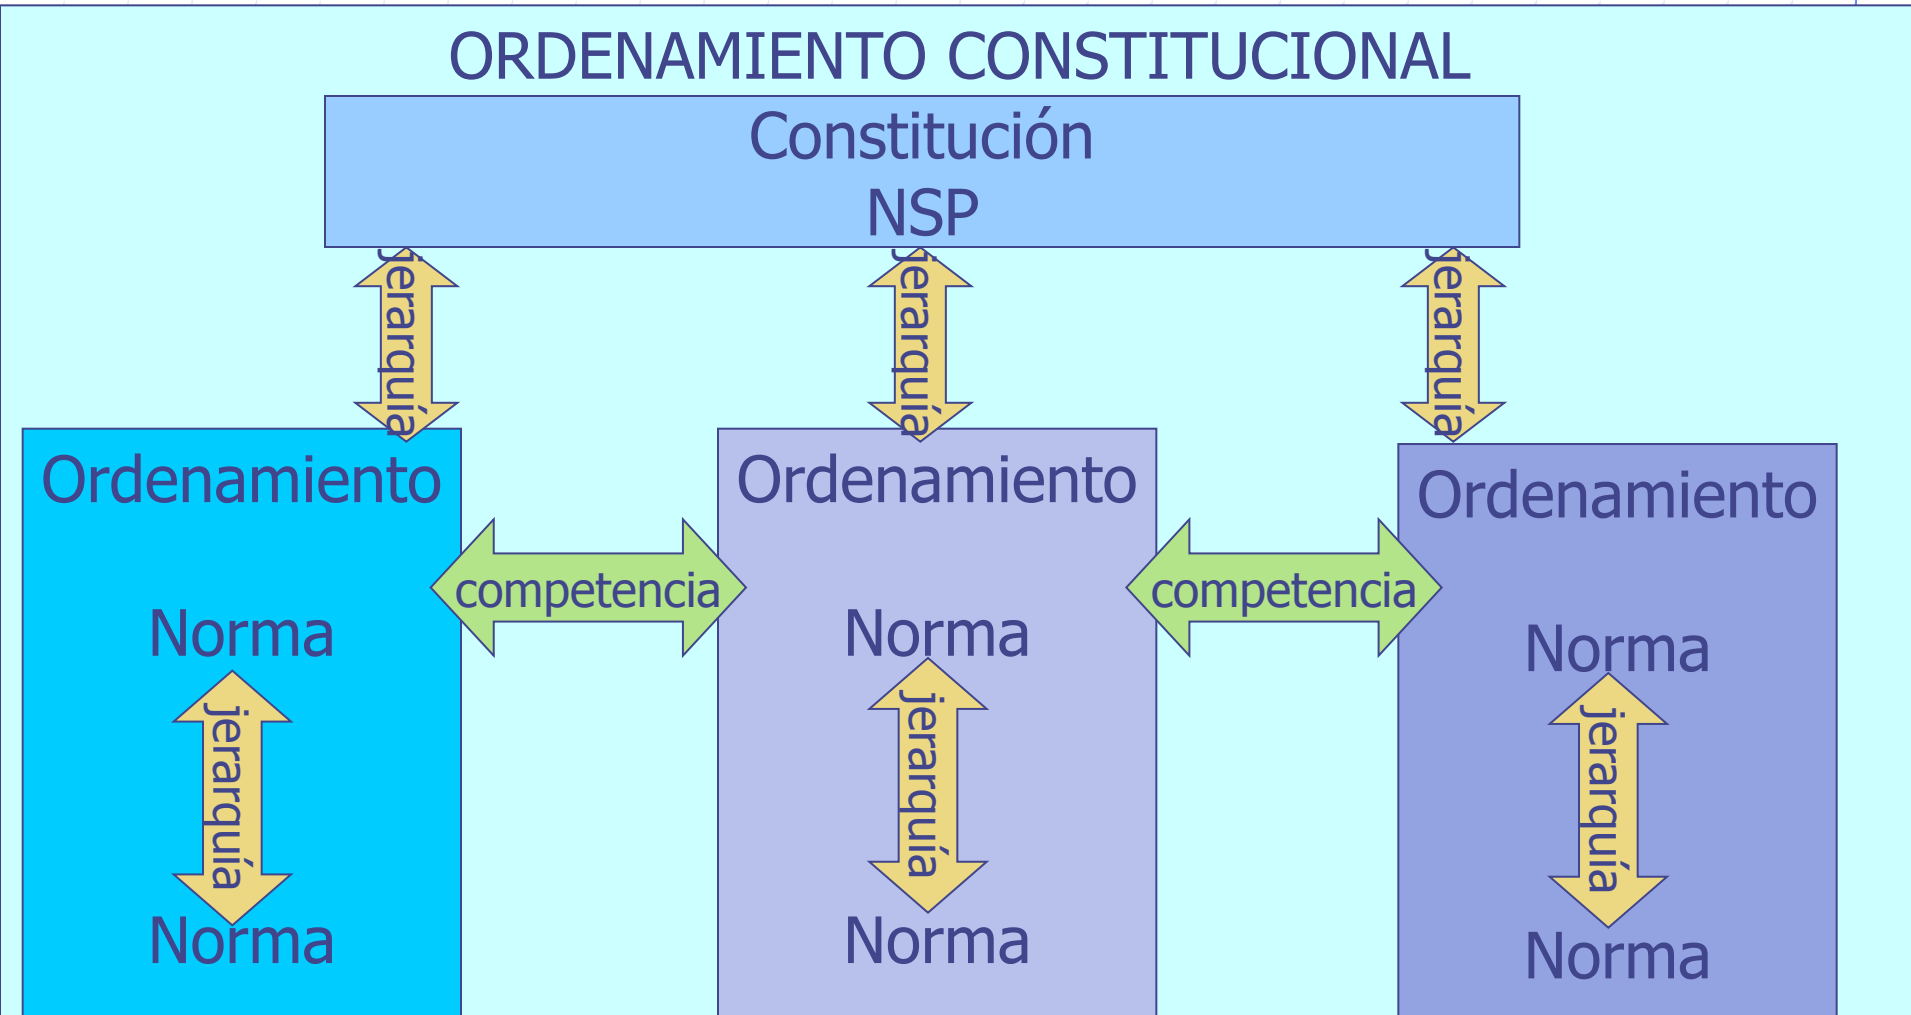 ORDENAMIENTO CONSTITUCIONAL
Constitución
NSP
jerarquía
jerarquía
jerarquía
Ordenamiento
Ordenamiento
Ordenamiento
competencia
competencia
Norma
Norma
Norma
jerarquía
jerarquía
jerarquía
Norma
Norma
Norma